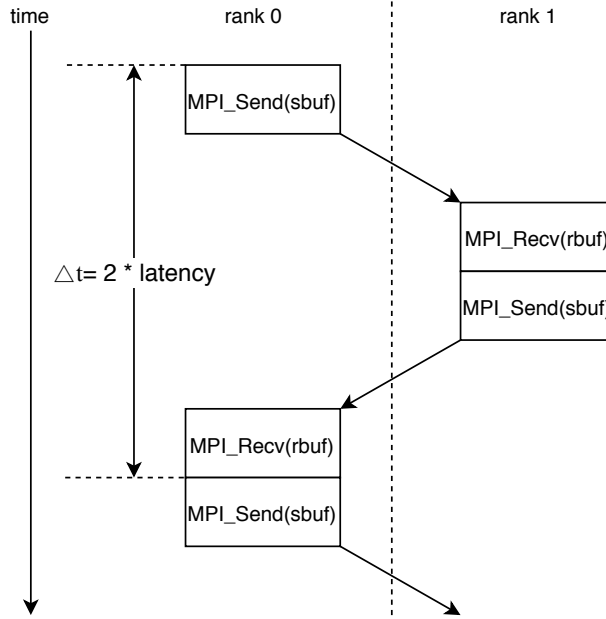 time rank 0 rank 1
MPI_Send(sbuf)
MPI_Recv(rbuf)
△t= 2 * latency
MPI_Send(sbuf)
MPI_Recv(rbuf)
MPI_Send(sbuf)